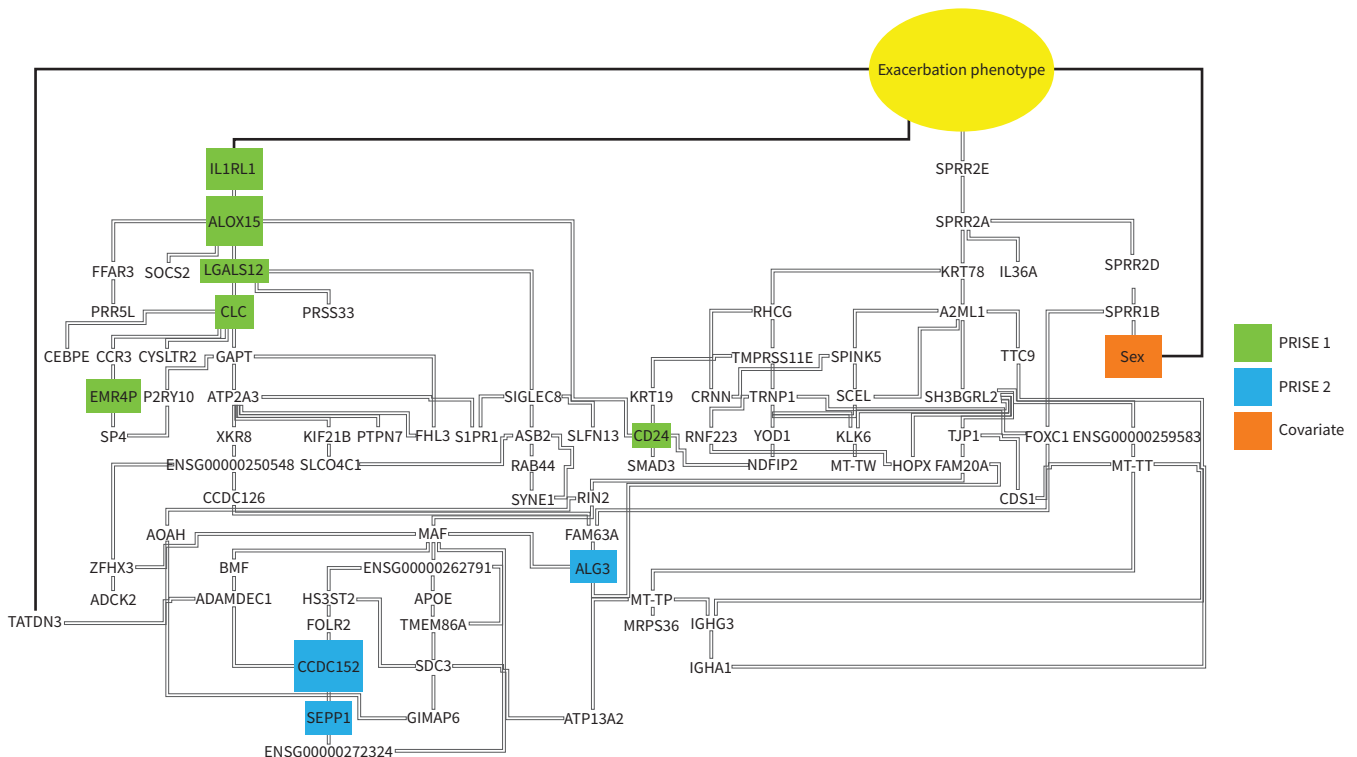 Exacerbation phenotype
IL1RL1
SPRR2E
ALOX15
SPRR2A
FFAR3
SOCS2
LGALS12
KRT78
IL36A
SPRR2D
PRR5L
CLC
PRSS33
RHCG
A2ML1
SPRR1B
PRISE 1
CEBPE
CCR3
CYSLTR2
GAPT
TMPRSS11E
SPINK5
TTC9
Sex
PRISE 2
EMR4P
P2RY10
ATP2A3
SIGLEC8
KRT19
CRNN
TRNP1
SCEL
SH3BGRL2
Covariate
SP4
XKR8
KIF21B
PTPN7
FHL3
S1PR1
ASB2
SLFN13
CD24
RNF223
YOD1
KLK6
TJP1
FOXC1
ENSG00000259583
ENSG00000250548
SLCO4C1
RAB44
SMAD3
NDFIP2
MT-TW
HOPX
FAM20A
MT-TT
CCDC126
SYNE1
RIN2
CDS1
AOAH
MAF
FAM63A
ZFHX3
BMF
ENSG00000262791
ALG3
ADCK2
ADAMDEC1
HS3ST2
APOE
MT-TP
TATDN3
FOLR2
TMEM86A
MRPS36
IGHG3
CCDC152
SDC3
IGHA1
SEPP1
GIMAP6
ATP13A2
ENSG00000272324